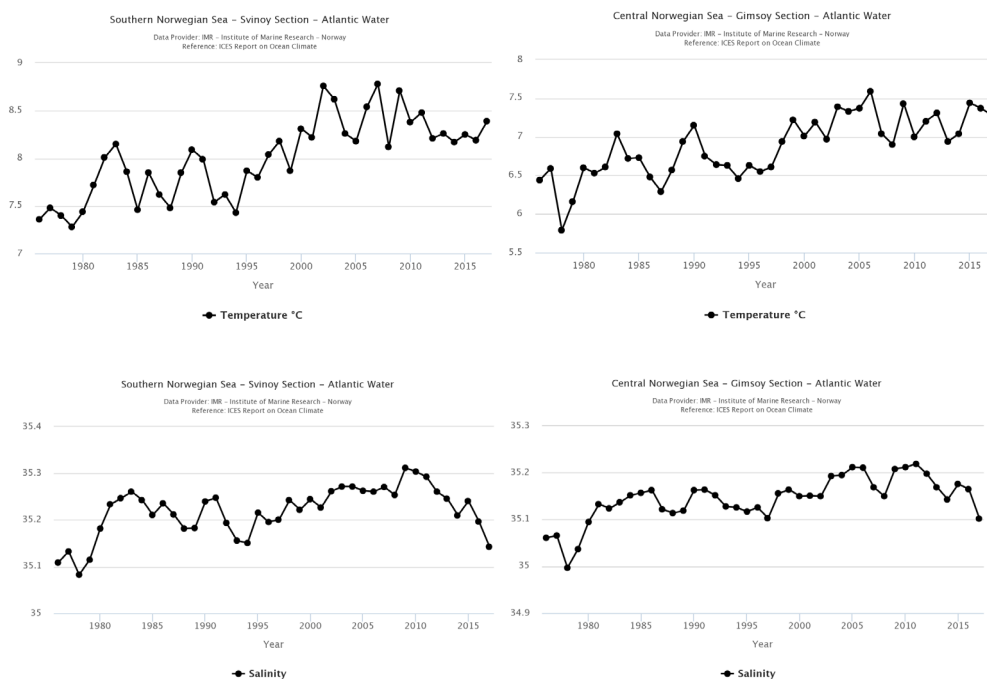 Southern Norwegian Sea – Svinoy Section – Atlantic Water
Data Provider: IMR – Institute of Marine Research – Norway
Reference: ICES Report on Ocean Climate
9
8.5
8
7.5
7
1980 1985 1990 1995 2000 2005 2010 2015
Year
Temperature °C
Central Norwegian Sea – Gimsoy Section – Atlantic Water
Data Provider: IMR – Institute of Marine Research – Norway
Reference: ICES Report on Ocean Climate
8
7.5
7
6.5
6
5.5
1980 1985 1990 1995 2000 2005 2010 2015
Year
Temperature °C
Southern Norwegian Sea – Svinoy Section – Atlantic Water
Data Provider: IMR – Institute of Marine Research – Norway
Reference: ICES Report on Ocean Climate
35.4
35.3
35.2
35.1
35
1980 1985 1990 1995 2000 2005 2010 2015
Year
Salinity
Central Norwegian Sea – Gimsoy Section – Atlantic Water
Data Provider: IMR – Institute of Marine Research – Norway
Reference: ICES Report on Ocean Climate
35.3
35.2
35.1
35
34.9
1980 1985 1990 1995 2000 2005 2010 2015
Year
Salinity